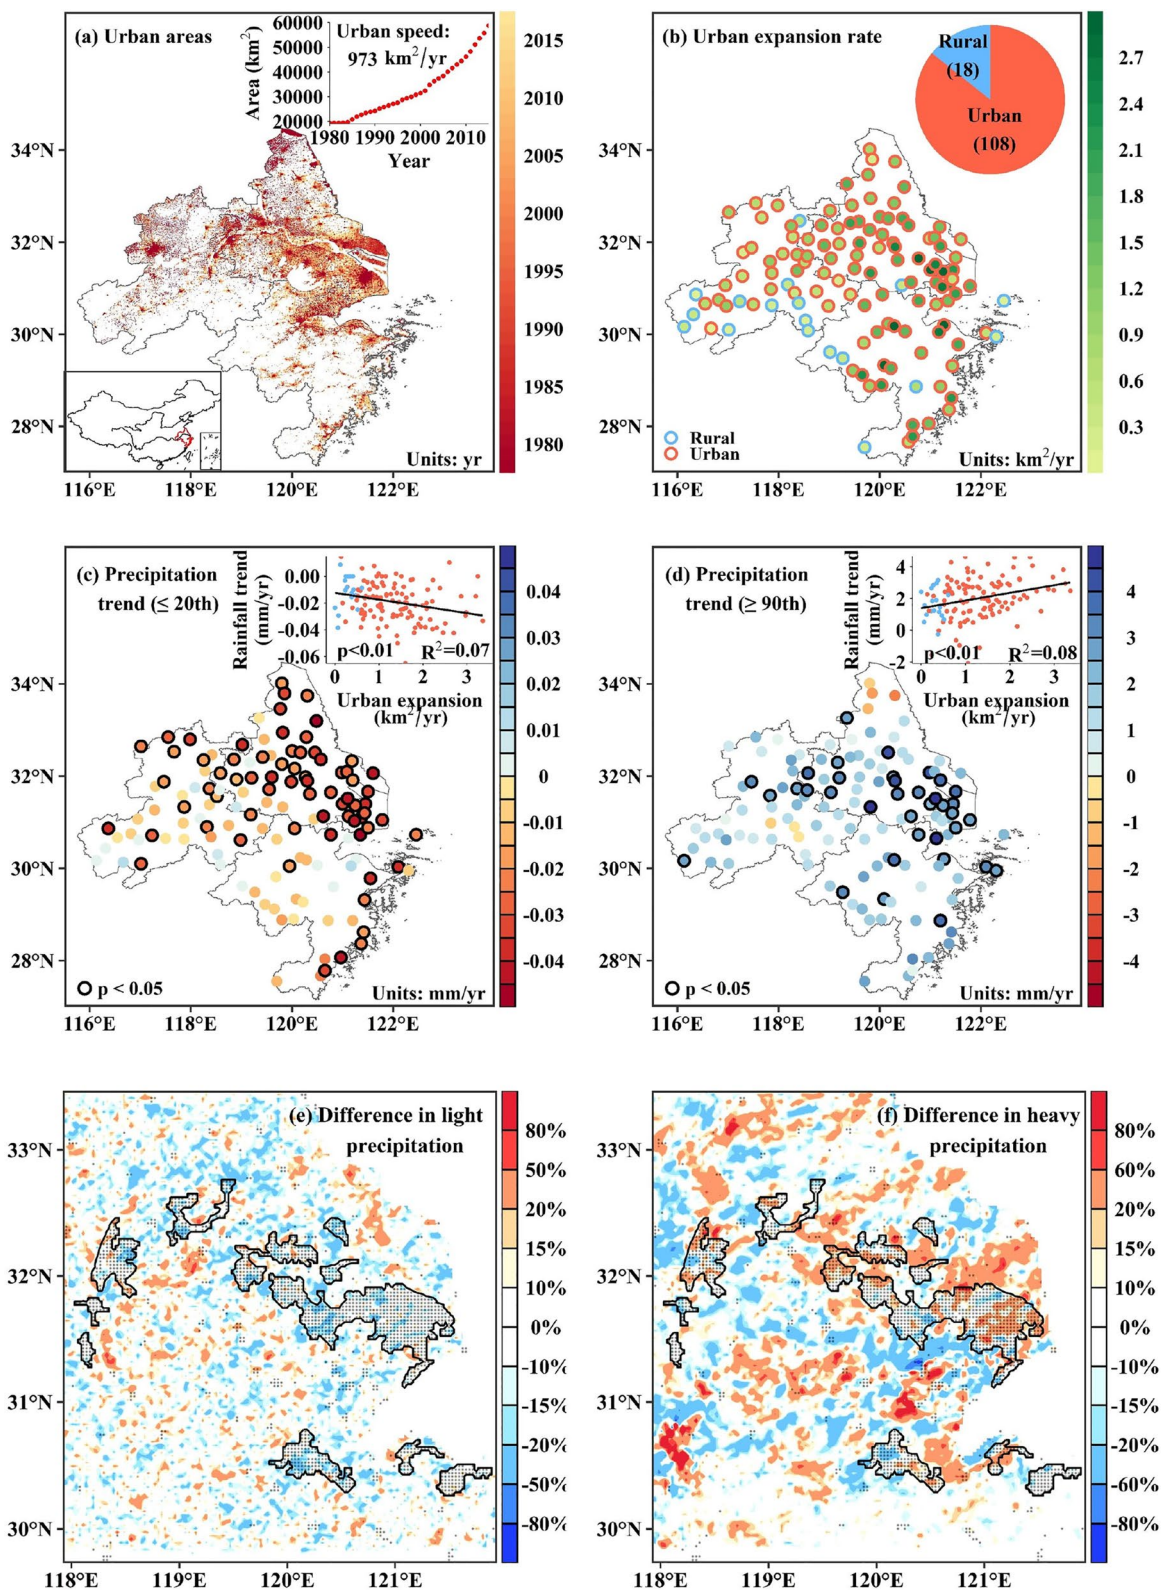 (a) Urban areas
Urban speed:
973 km²/yr
Area (km²)
60000
50000
40000
30000
20000
1980 1990 2000 2010
Year
34°N
32°N
30°N
28°N
116°E 118°E 120°E 122°E
Units: yr
2015
2010
2005
2000
1995
1990
1985
1980
(b) Urban expansion rate
Rural
(18)
Urban
(108)
34°N
32°N
30°N
28°N
116°E 118°E 120°E 122°E
Rural
Urban
Units: km²/yr
2.7
2.4
2.1
1.8
1.5
1.2
0.9
0.6
0.3
(c) Precipitation
trend (≤ 20th)
Rainfall trend
(mm/yr)
0.00
-0.02
-0.04
-0.06
p<0.01 R²=0.07
0 1 2 3
Urban expansion
(km²/yr)
34°N
32°N
30°N
28°N
116°E 118°E 120°E 122°E
p < 0.05
Units: mm/yr
0.04
0.03
0.02
0.01
0
-0.01
-0.02
-0.03
-0.04
(d) Precipitation
trend (≥ 90th)
Rainfall trend
(mm/yr)
4
2
0
-2
p<0.01 R²=0.08
0 1 2 3
Urban expansion
(km²/yr)
34°N
32°N
30°N
28°N
116°E 118°E 120°E 122°E
p < 0.05
Units: mm/yr
4
3
2
1
0
-1
-2
-3
-4
(e) Difference in light
precipitation
33°N
32°N
31°N
30°N
118°E 119°E 120°E 121°E
80%
50%
20%
15%
10%
0%
-10%
-15%
-20%
-50%
-80%
(f) Difference in heavy
precipitation
33°N
32°N
31°N
30°N
118°E 119°E 120°E 121°E
80%
60%
20%
15%
10%
0%
-10%
-15%
-20%
-60%
-80%